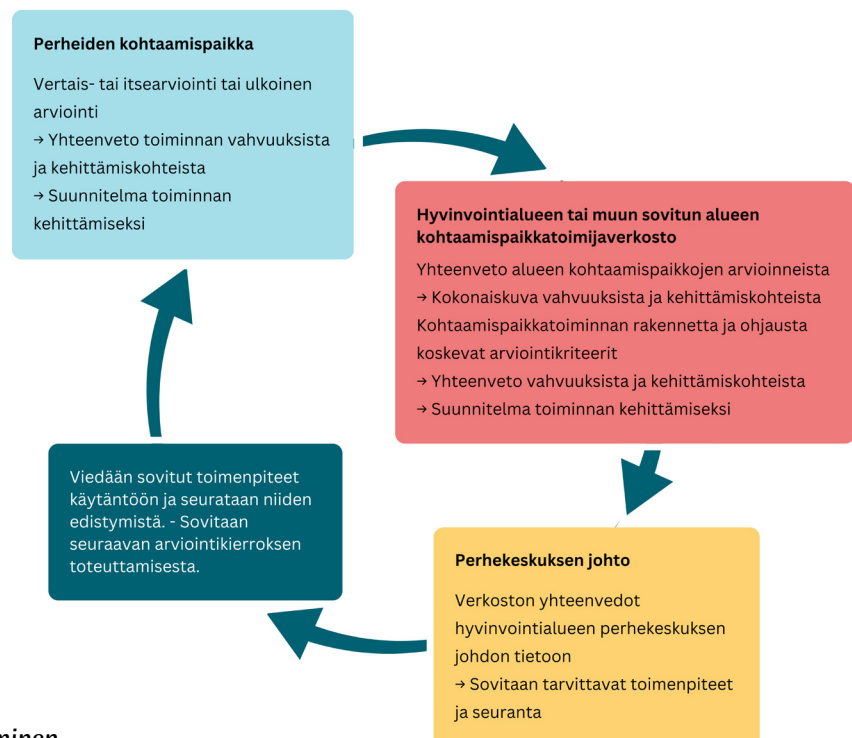 Perheiden kohtaamispaikka
Vertais- tai itsearviointi tai ulkoinen
arviointi
→ Yhteenveto toiminnan vahvuuksista
ja kehittämiskohteista
→ Suunnitelma toiminnan
kehittämiseksi
Hyvinvointialueen tai muun sovitun alueen
kohtaamispaikkatoimijaverkosto
Yhteenveto alueen kohtaamispaikkojen arvioinneista
→ Kokonaiskuva vahvuuksista ja kehittämiskohteista
Kohtaamispaikkatoiminnan rakennetta ja ohjausta
koskevat arviointikriteerit
→ Yhteenveto vahvuuksista ja kehittämiskohteista
→ Suunnitelma toiminnan kehittämiseksi
Perhekeskuksen johto
Verkoston yhteenvedot
hyvinvointialueen perhekeskuksen
johdon tietoon
→ Sovitaan tarvittavat toimenpiteet
ja seuranta
Viedään sovitut toimenpiteet
käytäntöön ja seurataan niiden
edistymistä. - Sovitaan
seuraavan arviointikierroksen
toteuttamisesta.